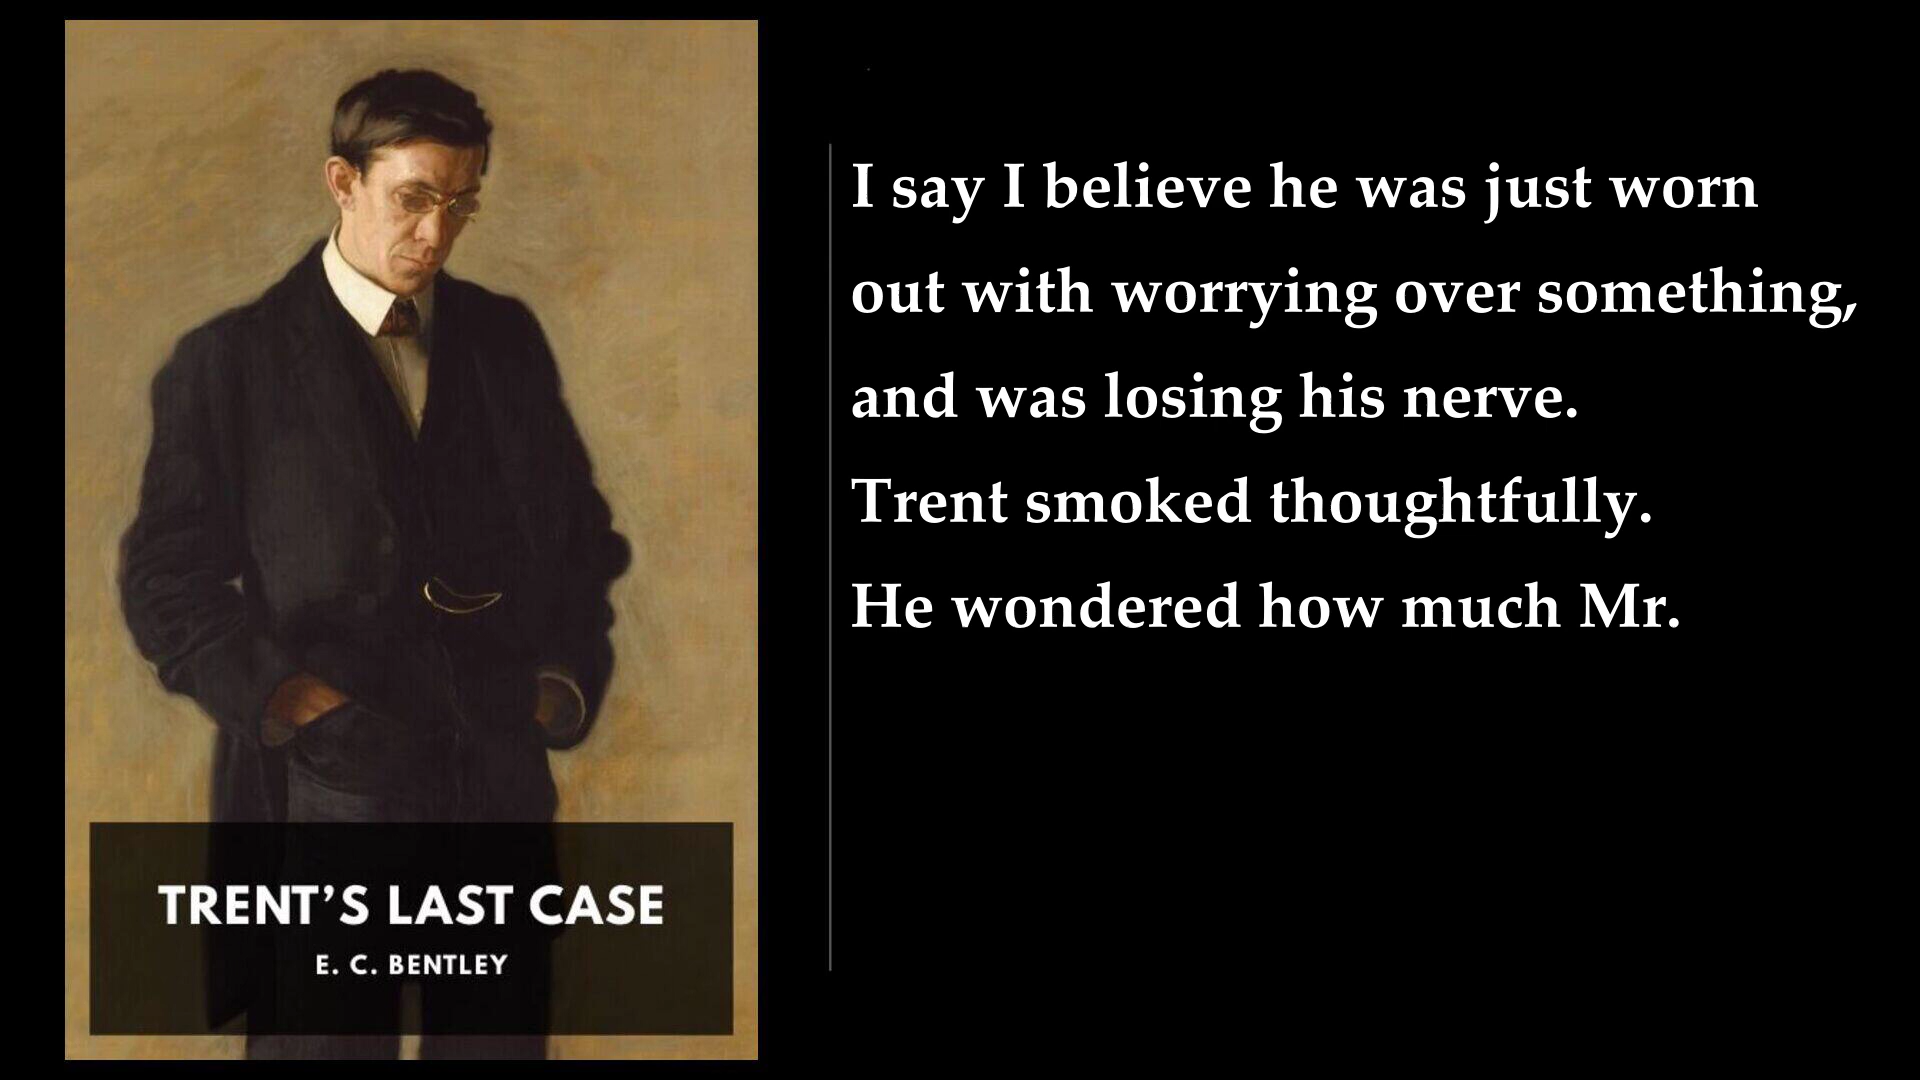 I say I believe he was just worn
out with worrying over something,
and was losing his nerve.
Trent smoked thoughtfully.
He wondered how much Mr.
TRENT’S LAST CASE
E. C. BENTLEY